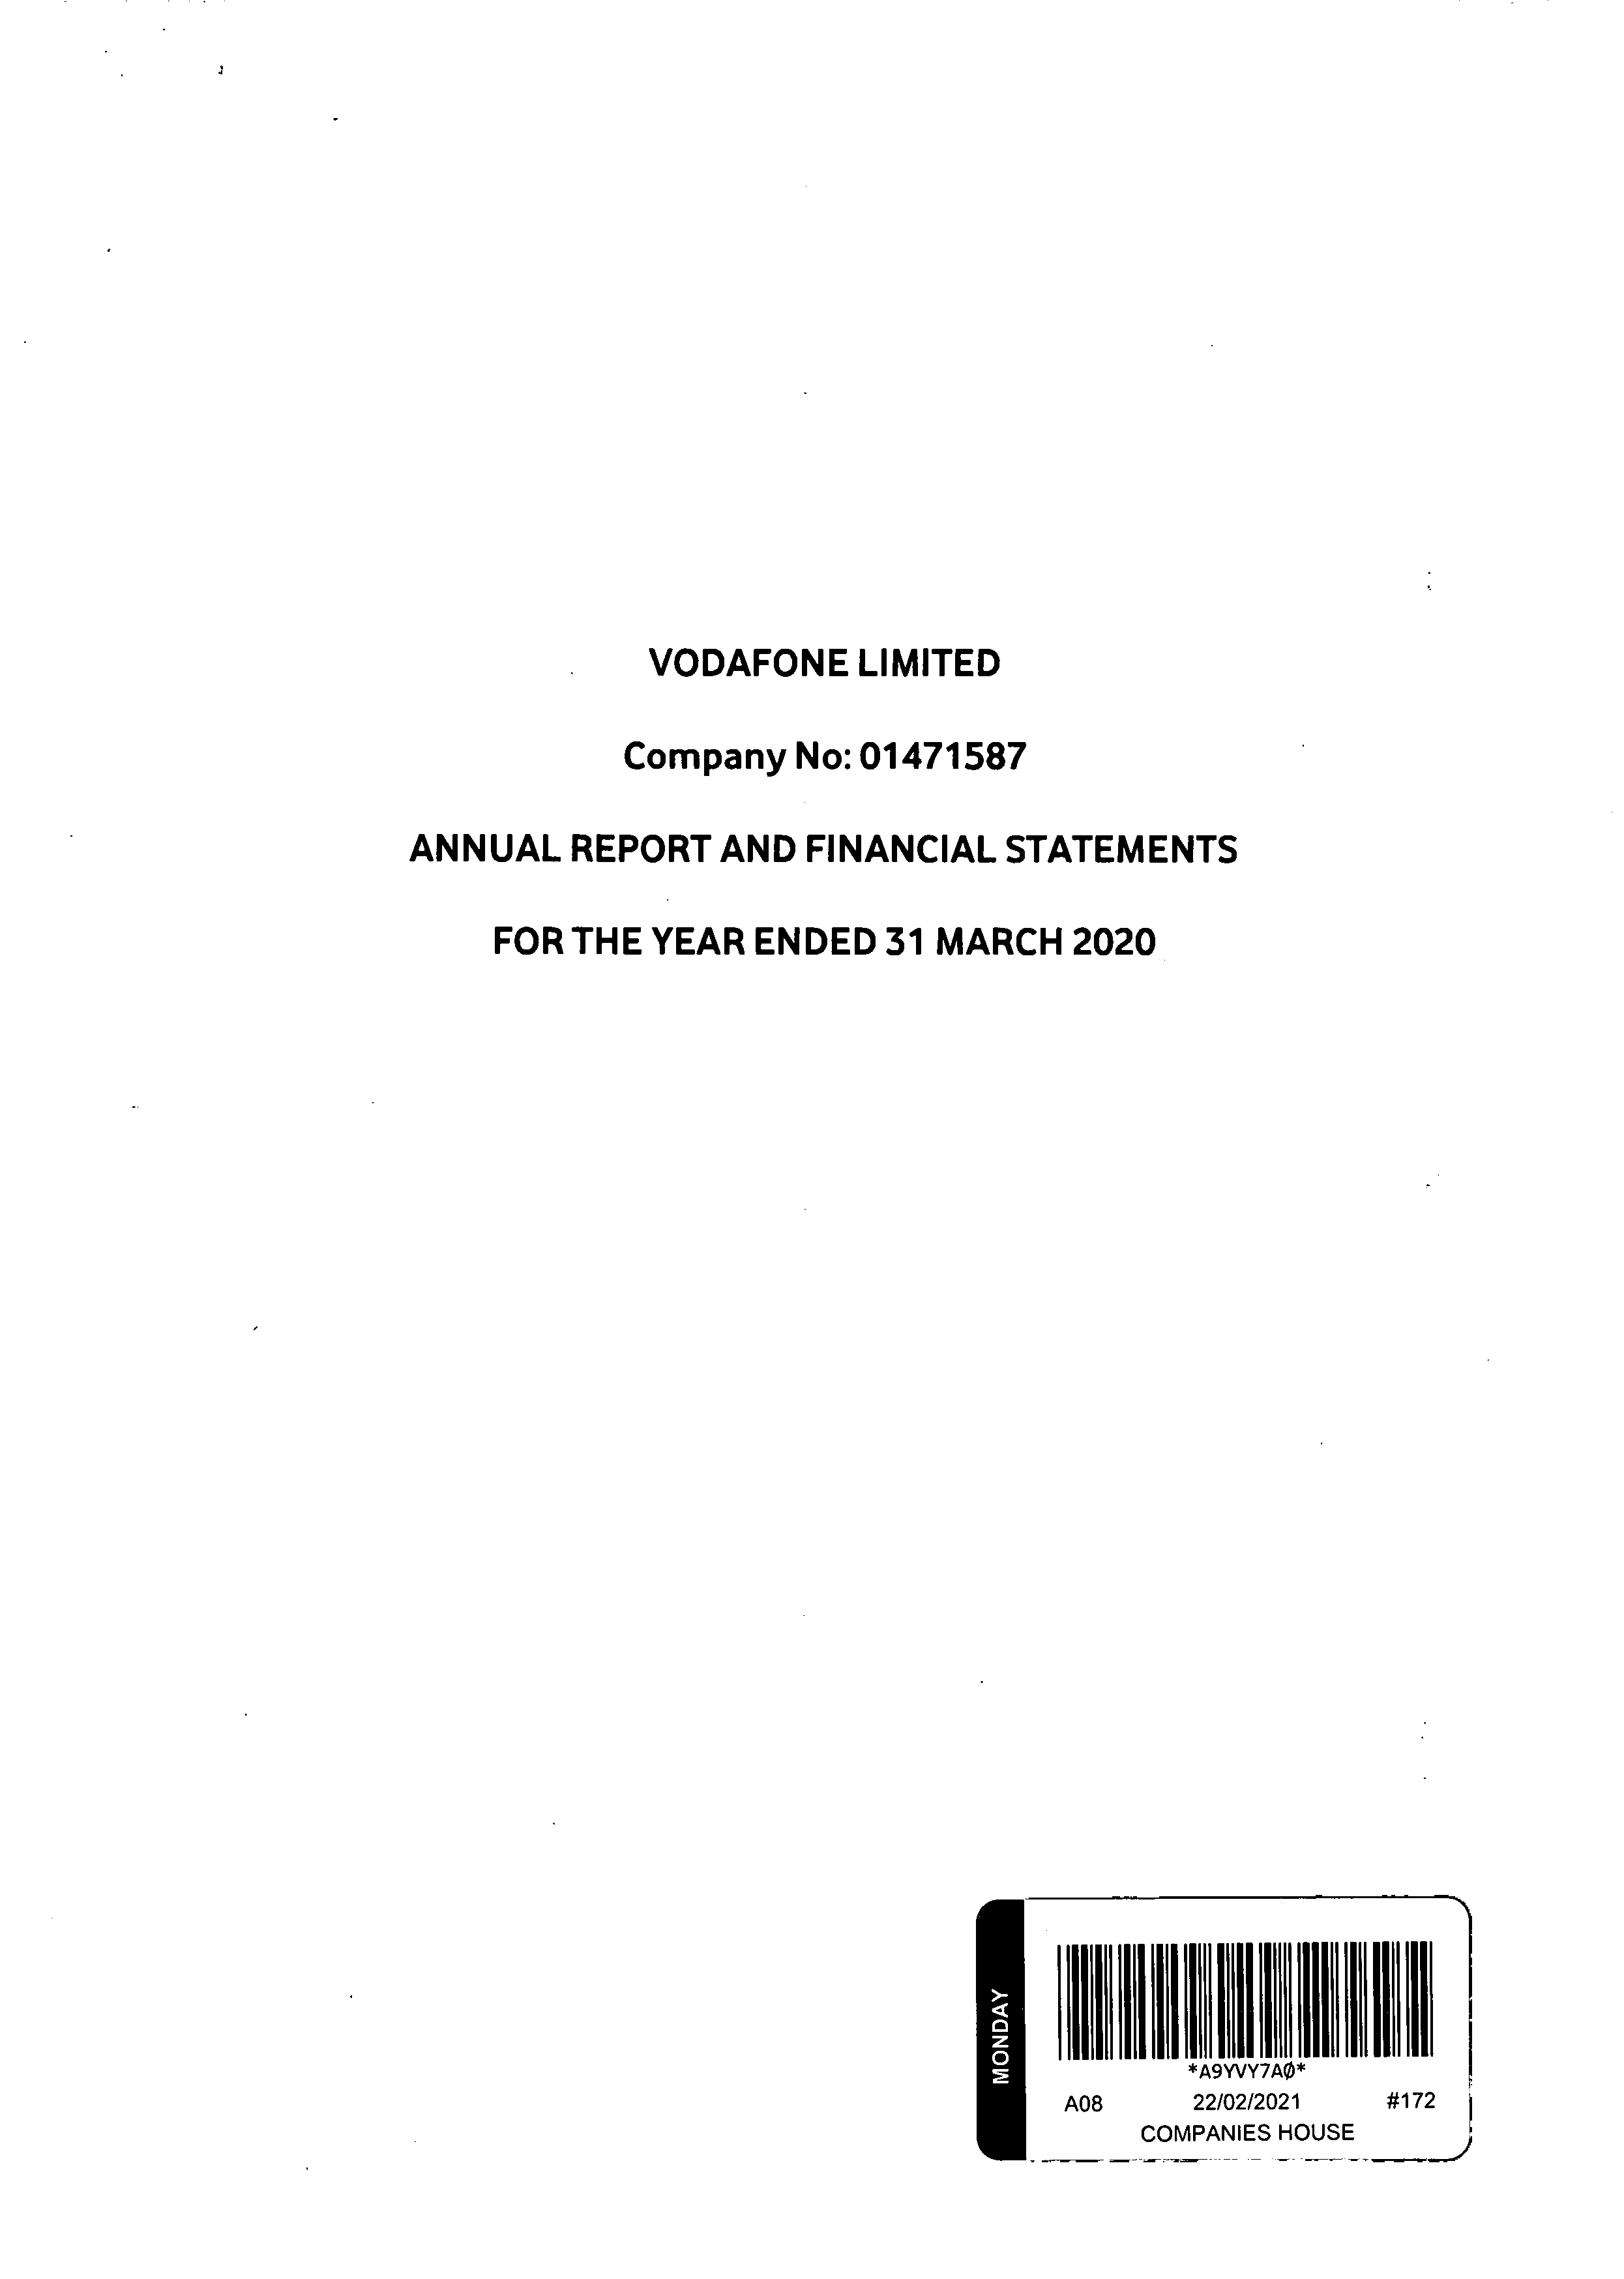 VODAFONE LIMITED
Company No: 01471587
ANNUAL REPORT AND FINANCIAL STATEMENTS
FOR THE YEAR ENDED 31 MARCH 2020
MONDAY
*A9YVY7AØ*
A08 22/02/2021 #172
COMPANIES HOUSE